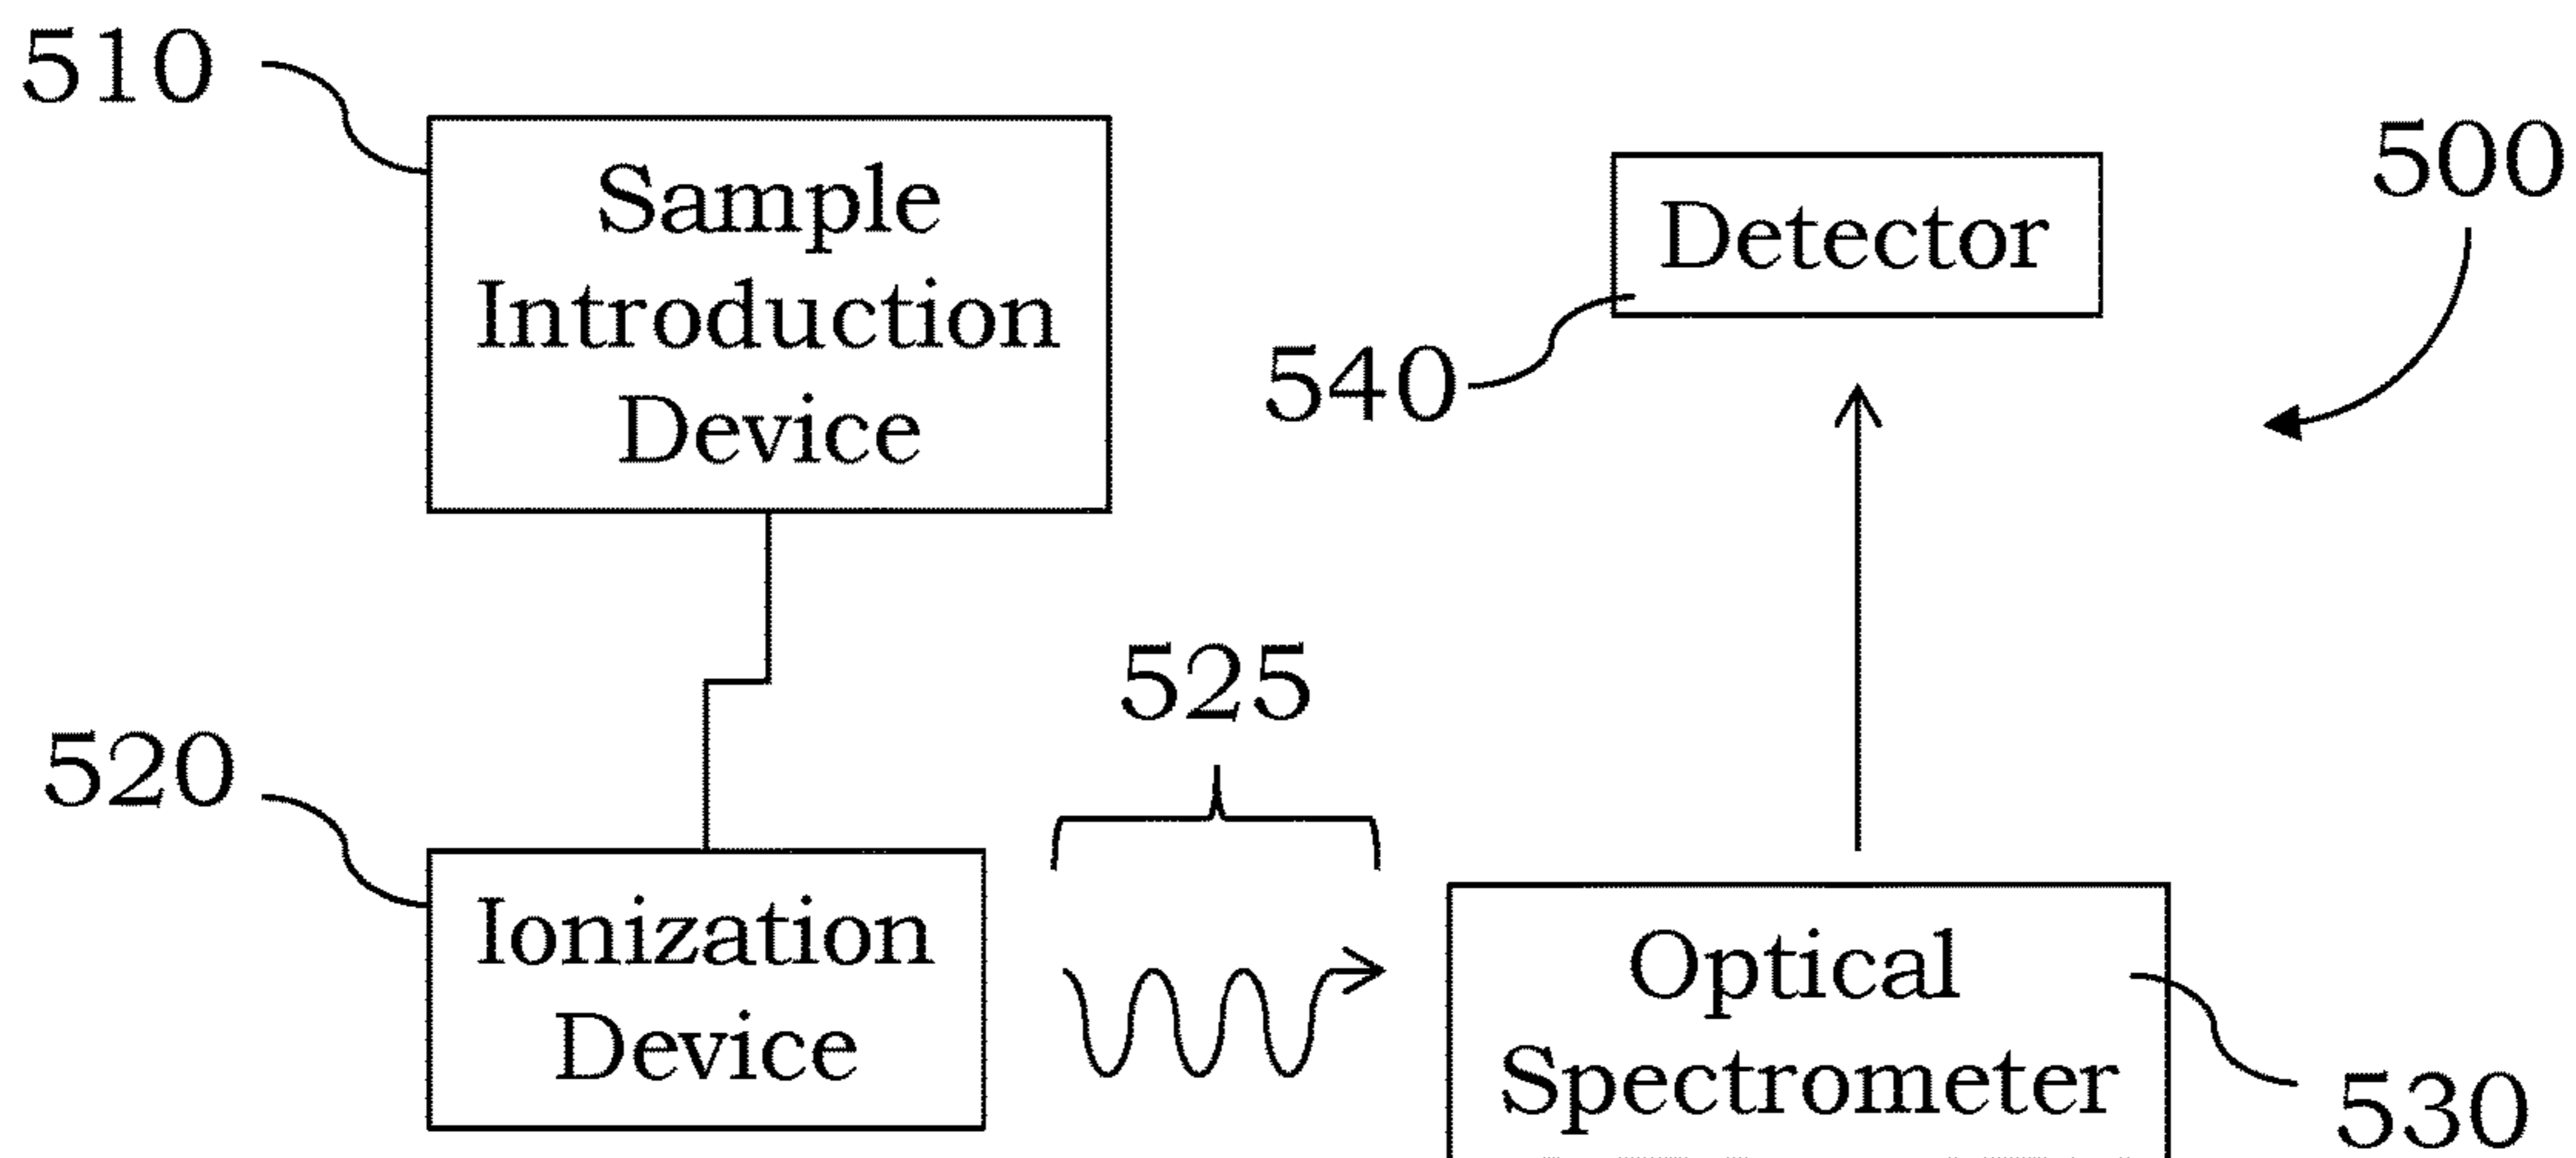 510
Sample
Introduction
Device
Detector
500
540
525
520
Ionization
Device
Optical
Spectrometer
530